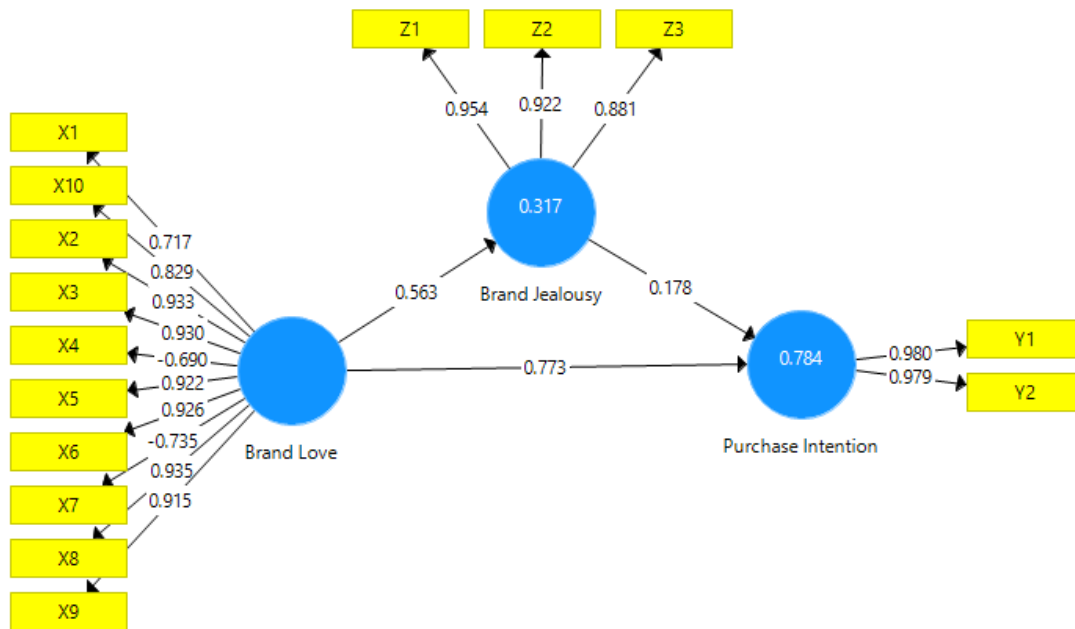 Z1 Z2 Z3
0.954 0.922 0.881
X1
X10
X2
X3
X4
X5
X6
X7
X8
X9
0.717
0.829
0.933
0.930
-0.690
0.922
0.926
-0.735
0.935
0.915
Brand Love
0.563
0.317
Brand Jealousy
0.178
0.773
0.784
Purchase Intention
0.980
0.979
Y1
Y2